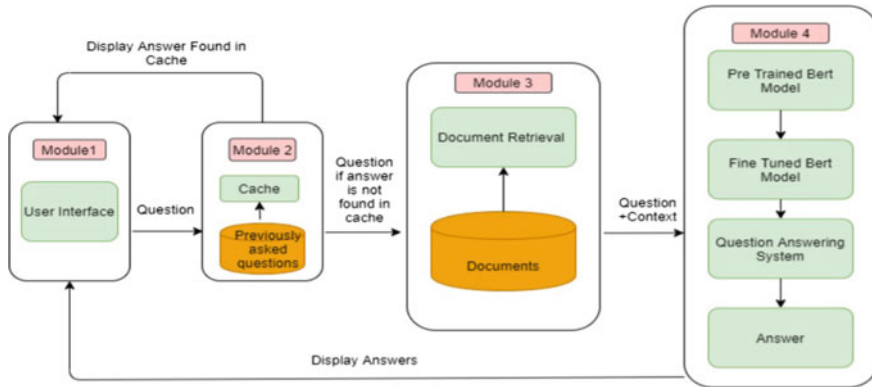 Display Answer Found in
Cache
Module1
User Interface
Question
Module 2
Cache
Previously
asked
questions
Question
if answer
is not
found in
cache
Module 3
Document Retrieval
Documents
Question
+Context
Module 4
Pre Trained Bert
Model
Fine Tuned Bert
Model
Question Answering
System
Answer
Display Answers